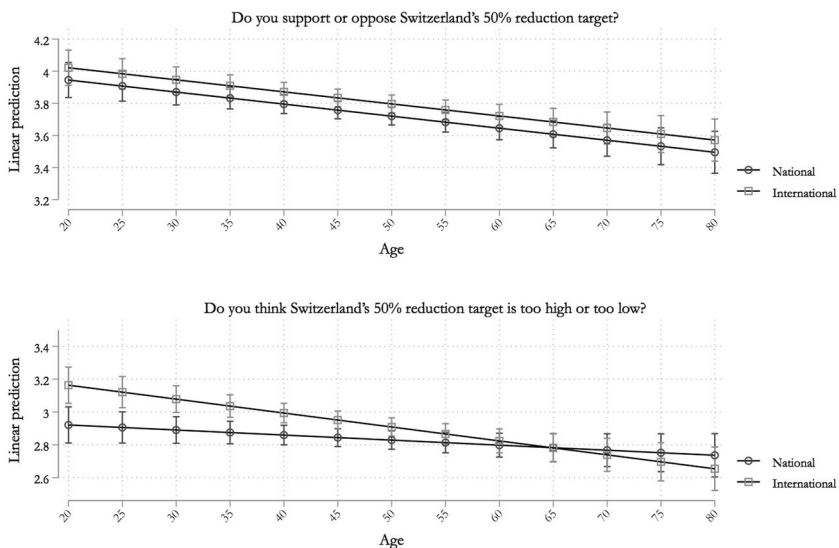 Do you support or oppose Switzerland's 50% reduction target?
Linear prediction
4.2
4
3.8
3.6
3.4
3.2
20 25 30 35 40 45 50 55 60 65 70 75 80
Age
National
International
Do you think Switzerland's 50% reduction target is too high or too low?
Linear prediction
3.4
3.2
3
2.8
2.6
20 25 30 35 40 45 50 55 60 65 70 75 80
Age
National
International